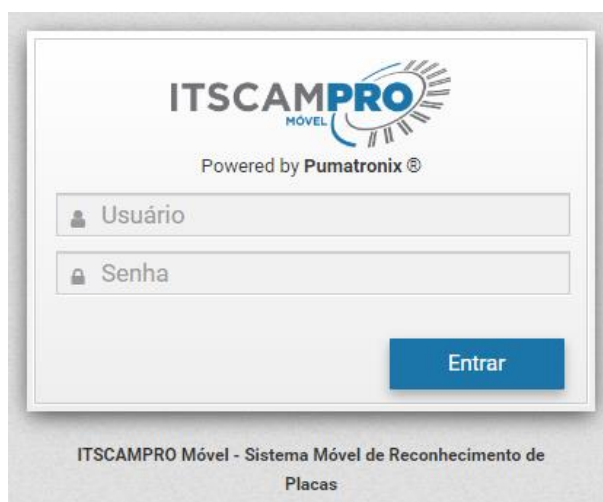 ITSCAMPRO
MÓVEL
Powered by Pumatronix ®
Usuário
Senha
Entrar
ITSCAMPRO Móvel - Sistema Móvel de Reconhecimento de
Placas